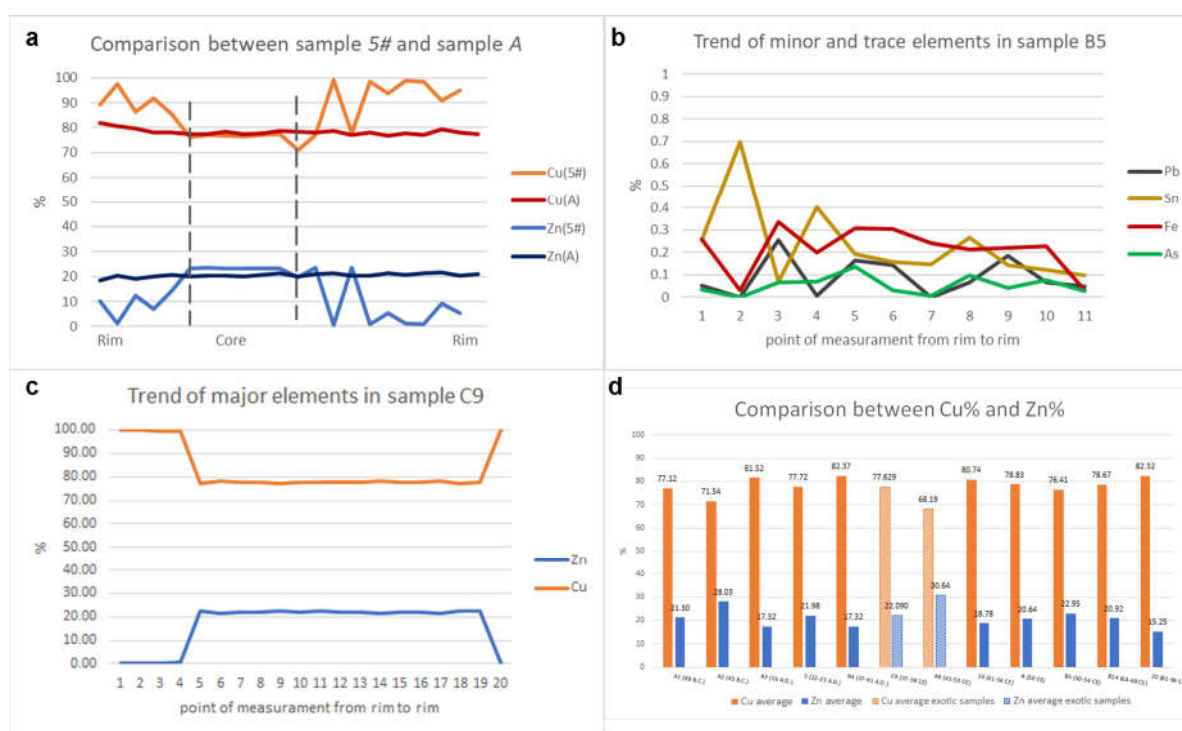 a
Comparison between sample 5# and sample A
100
90
80
70
60
50
40
30
20
10
0
%
Rim
Core
Rim
Cu(5#)
Cu(A)
Zn(5#)
Zn(A)
b
Trend of minor and trace elements in sample B5
1
0.9
0.8
0.7
0.6
0.5
0.4
0.3
0.2
0.1
0
%
1 2 3 4 5 6 7 8 9 10 11
point of measurament from rim to rim
Pb
Sn
Fe
As
c
Trend of major elements in sample C9
100.00
90.00
80.00
70.00
60.00
50.00
40.00
30.00
20.00
10.00
0.00
%
1 2 3 4 5 6 7 8 9 10 11 12 13 14 15 16 17 18 19 20
point of measurament from rim to rim
Zn
Cu
d
Comparison between Cu% and Zn%
100
90
80
70
60
50
40
30
20
10
0
%
77.12 71.54 81.52 77.72 82.37 77.629 68.19 80.74 78.83 76.41 78.67 82.32
21.30 28.03 17.32 21.98 17.32 22.090 30.64 18.78 20.64 22.95 20.92 15.25
Cu average Zn average Cu average exotic samples Zn average exotic samples